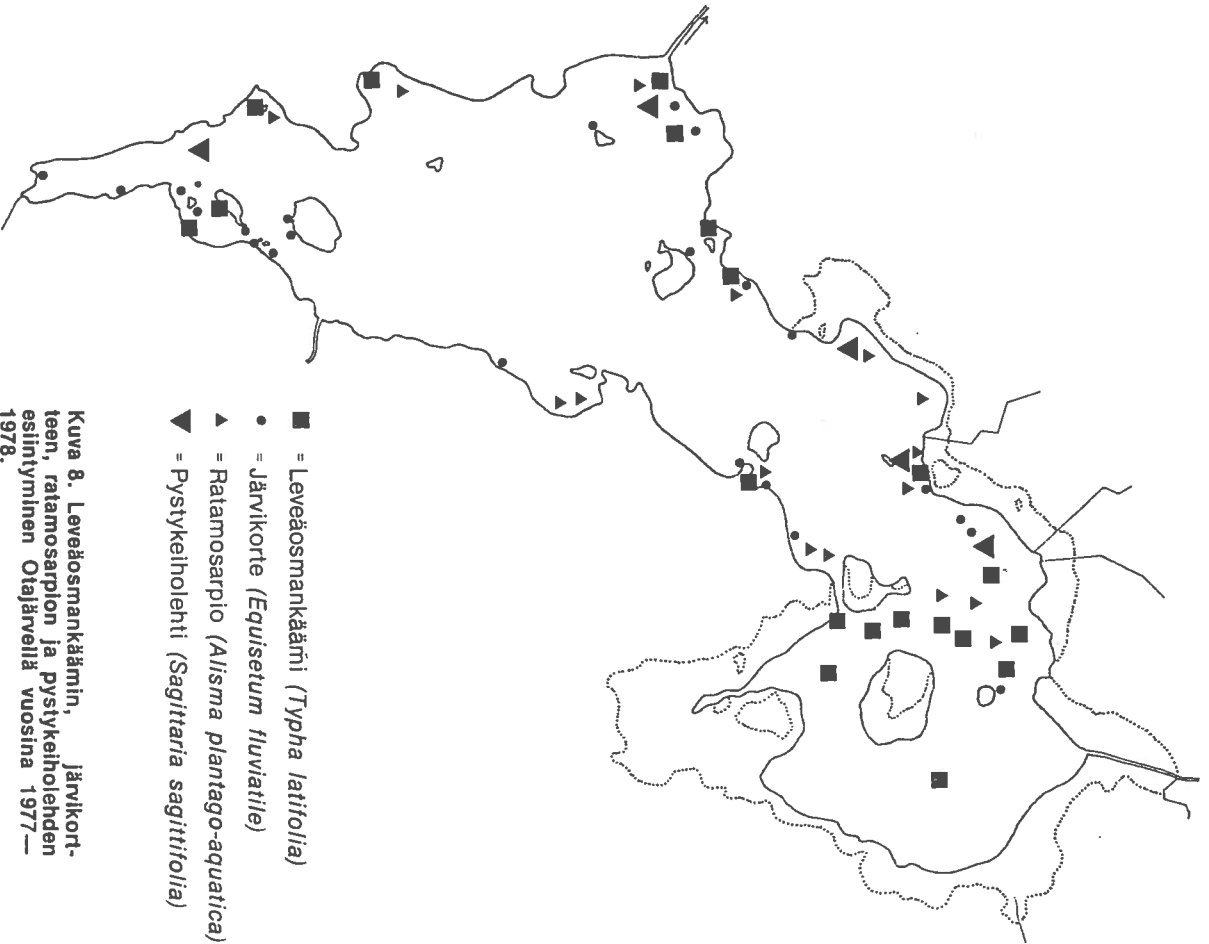 ■ = Leveäosmankäämi (Typha latifolia)
● = Järvikorte (Equisetum fluviatile)
▲ = Ratamosarpio (Alisma plantago-aquatica)
▲ = Pystykeiholehti (Sagittaria sagittifolia)
Kuva 8. Leveäosmankäämin, järvikort-
teen, ratamosarpion ja pystykeiholehden
esiintyminen Otajärvellä vuosina 1977—
1978.